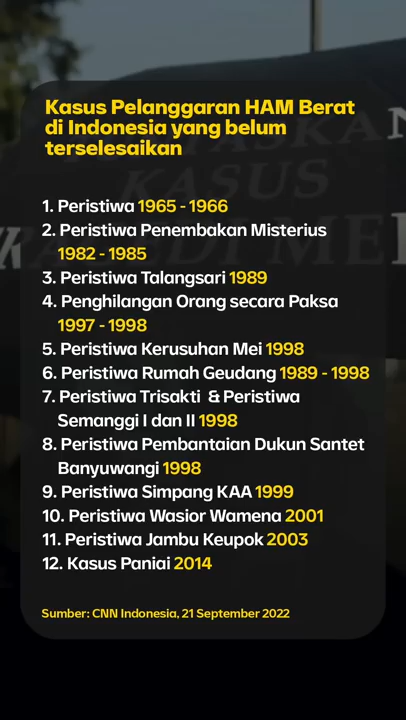 Kasus Pelanggaran HAM Berat
di Indonesia yang belum
terselesaikan
1. Peristiwa 1965 - 1966
2. Peristiwa Penembakan Misterius
1982 - 1985
3. Peristiwa Talangsari 1989
4. Penghilangan Orang secara Paksa
1997 - 1998
5. Peristiwa Kerusuhan Mei 1998
6. Peristiwa Rumah Geudang 1989 - 1998
7. Peristiwa Trisakti & Peristiwa
Semanggi I dan II 1998
8. Peristiwa Pembantaian Dukun Santet
Banyuwangi 1998
9. Peristiwa Simpang KAA 1999
10. Peristiwa Wasior Wamena 2001
11. Peristiwa Jambu Keupok 2003
12. Kasus Paniai 2014
Sumber: CNN Indonesia, 21 September 2022
KASUS